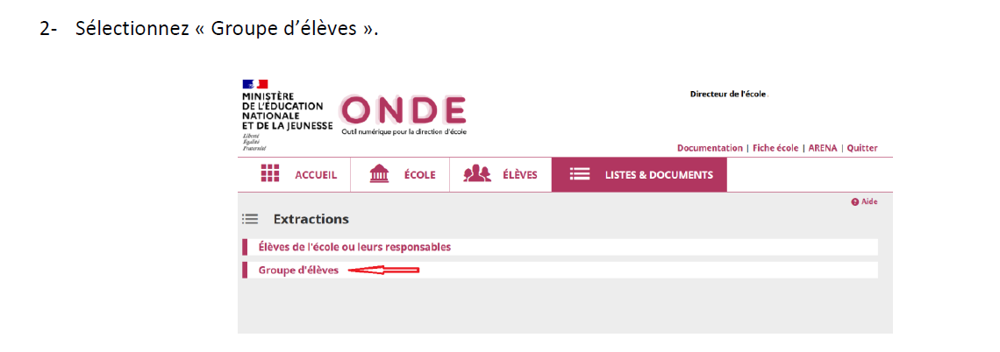 2- Sélectionnez « Groupe d’élèves ».
MINISTÈRE
DE L'ÉDUCATION
NATIONALE
ET DE LA JEUNESSE
Liberté
Égalité
Fraternité
ONDE
Outil numérique pour la direction d'école
Directeur de l'école
Documentation | Fiche école | ARENA | Quitter
ACCUEIL ÉCOLE ÉLÈVES LISTES & DOCUMENTS
Aide
Extractions
Élèves de l'école ou leurs responsables
Groupe d'élèves